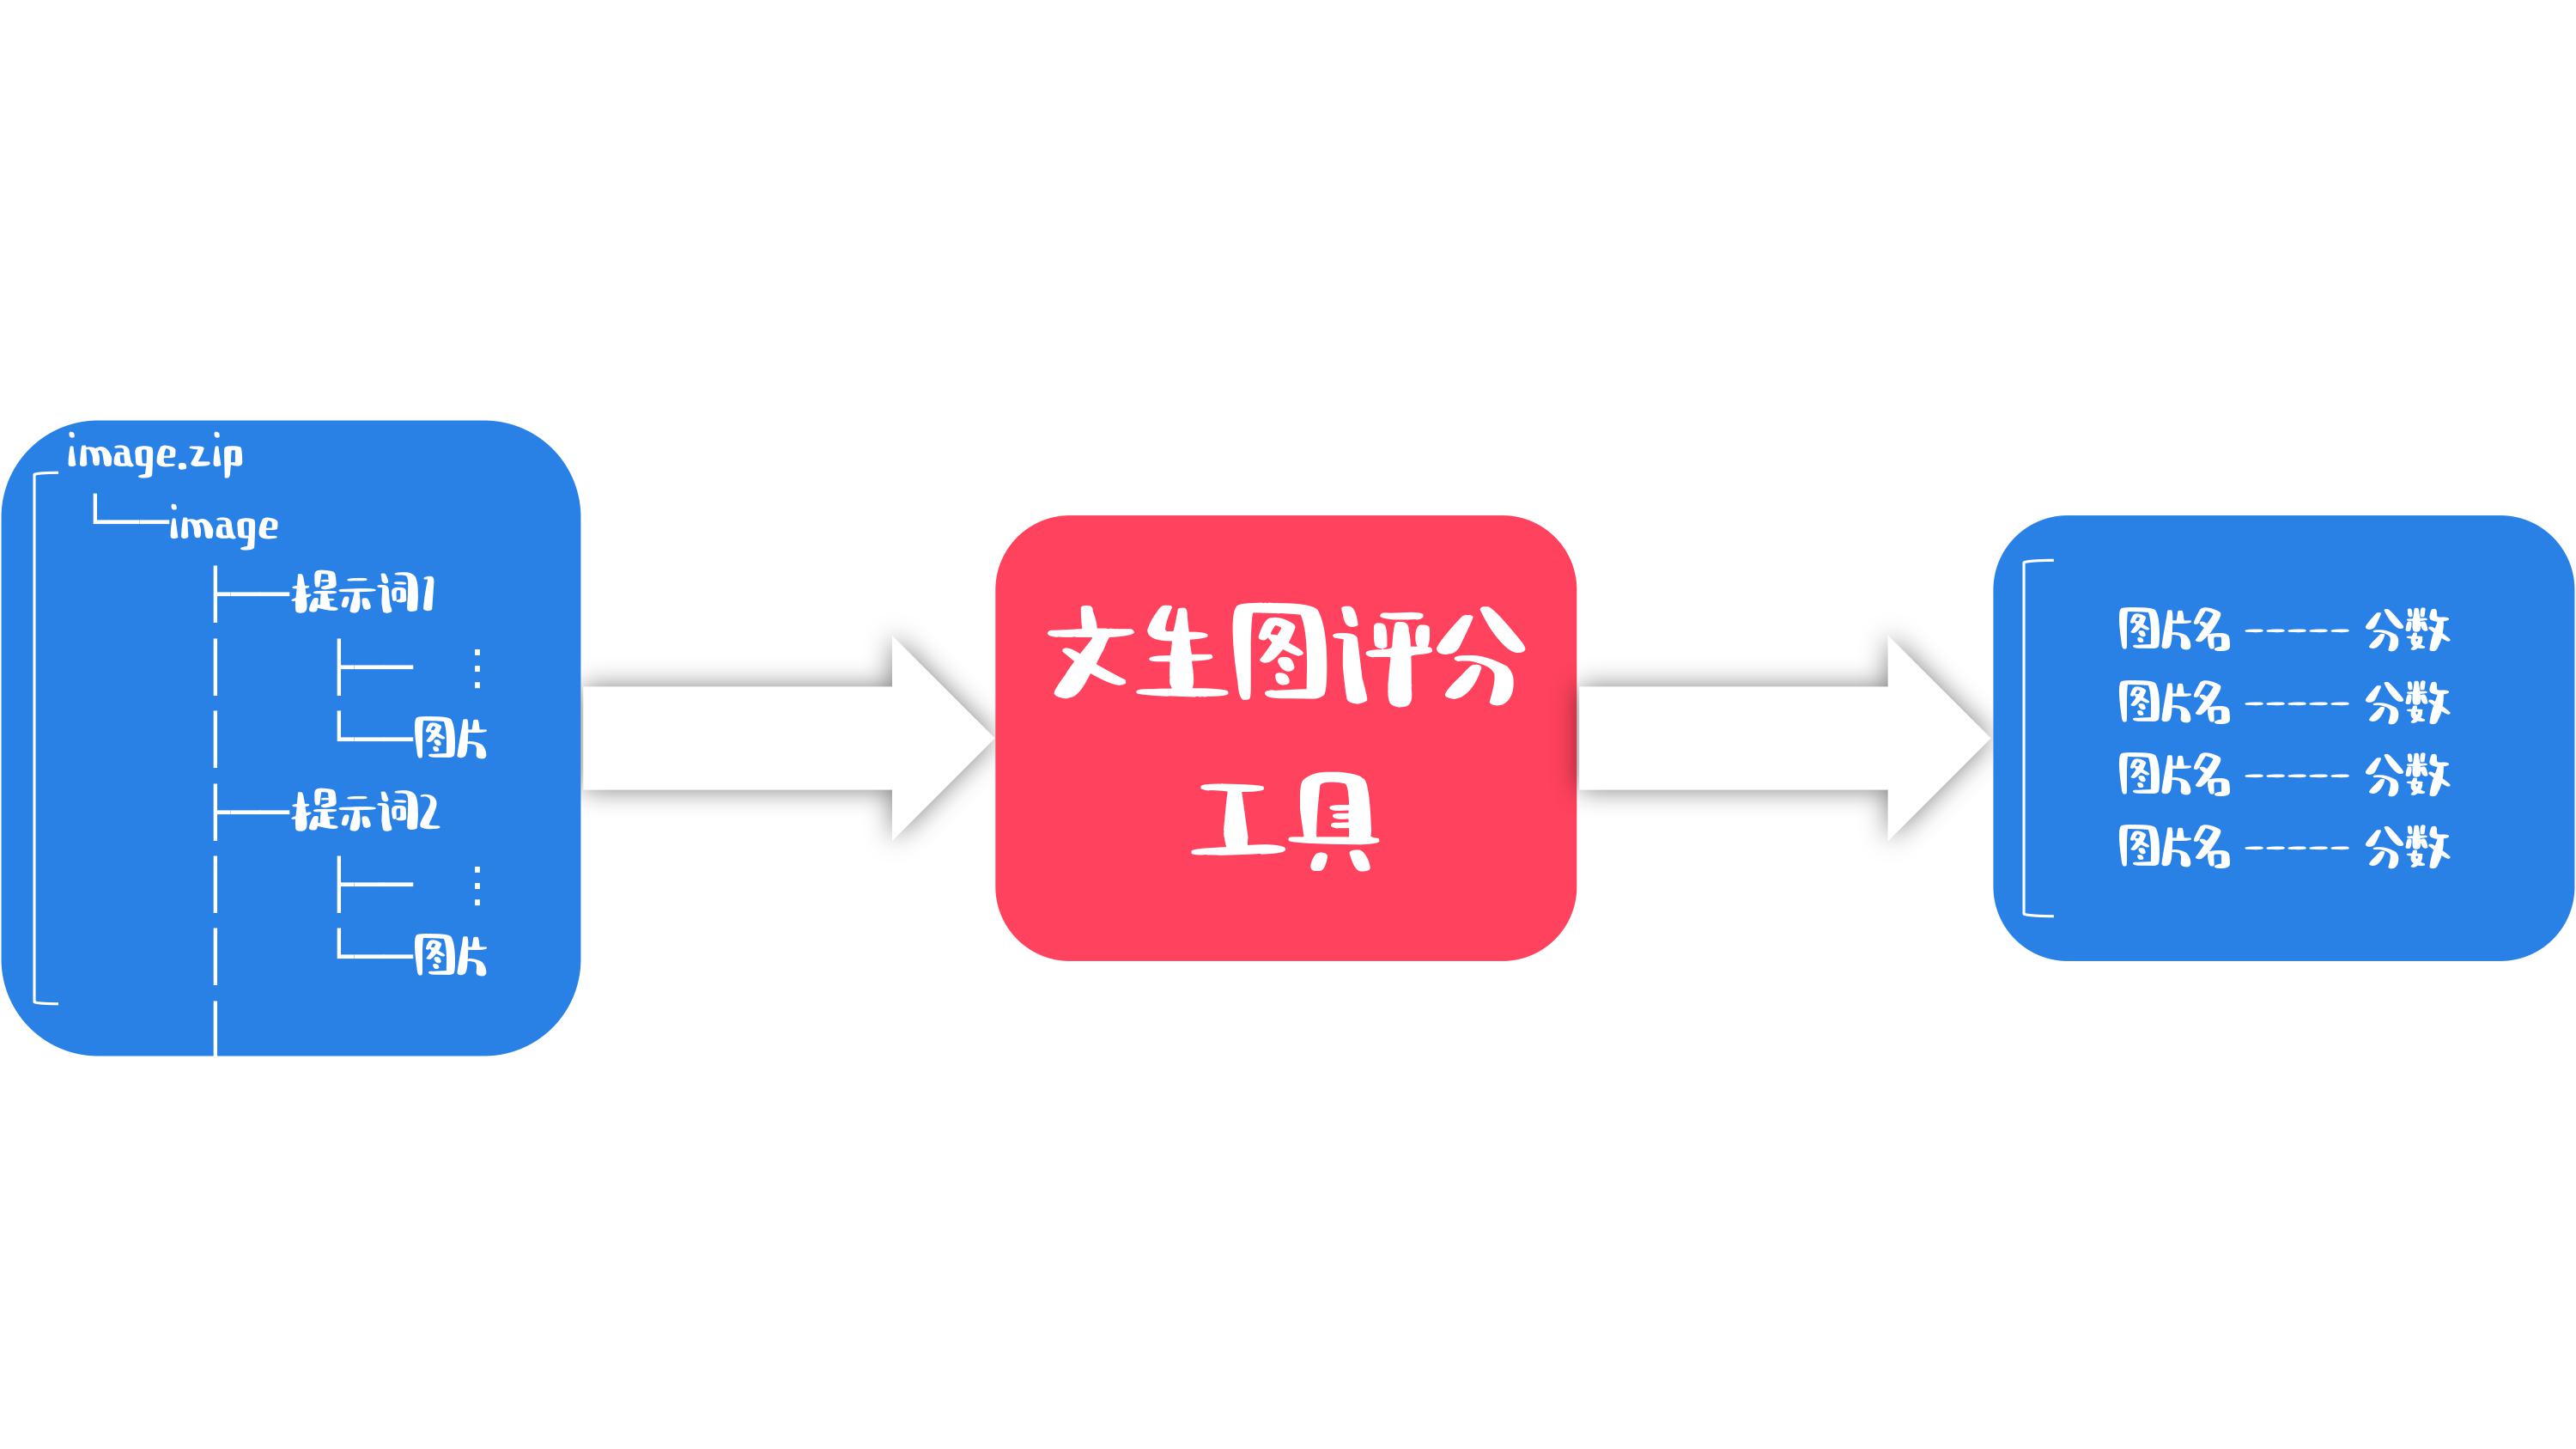 image.zip
└──image
├──提示词1
│ ├── ⋮
│ └──图片
├──提示词2
│ ├── ⋮
│ └──图片
│
│
文生图评分
工具
图片名 ----- 分数
图片名 ----- 分数
图片名 ----- 分数
图片名 ----- 分数